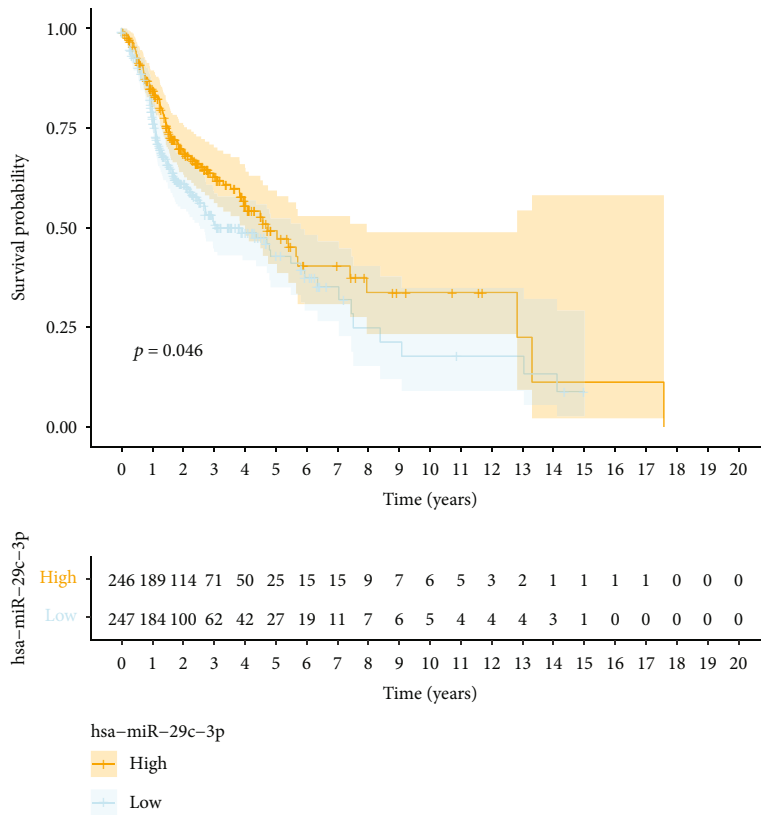 Survival probability
1.00
0.75
0.50
0.25
0.00
p = 0.046
0 1 2 3 4 5 6 7 8 9 10 11 12 13 14 15 16 17 18 19 20
Time (years)
hsa−miR−29c−3p
High 246 189 114 71 50 25 15 15 9 7 6 5 3 2 1 1 1 1 0 0 0
Low 247 184 100 62 42 27 19 11 7 6 5 4 4 4 3 1 0 0 0 0 0
0 1 2 3 4 5 6 7 8 9 10 11 12 13 14 15 16 17 18 19 20
Time (years)
hsa−miR−29c−3p
High
Low